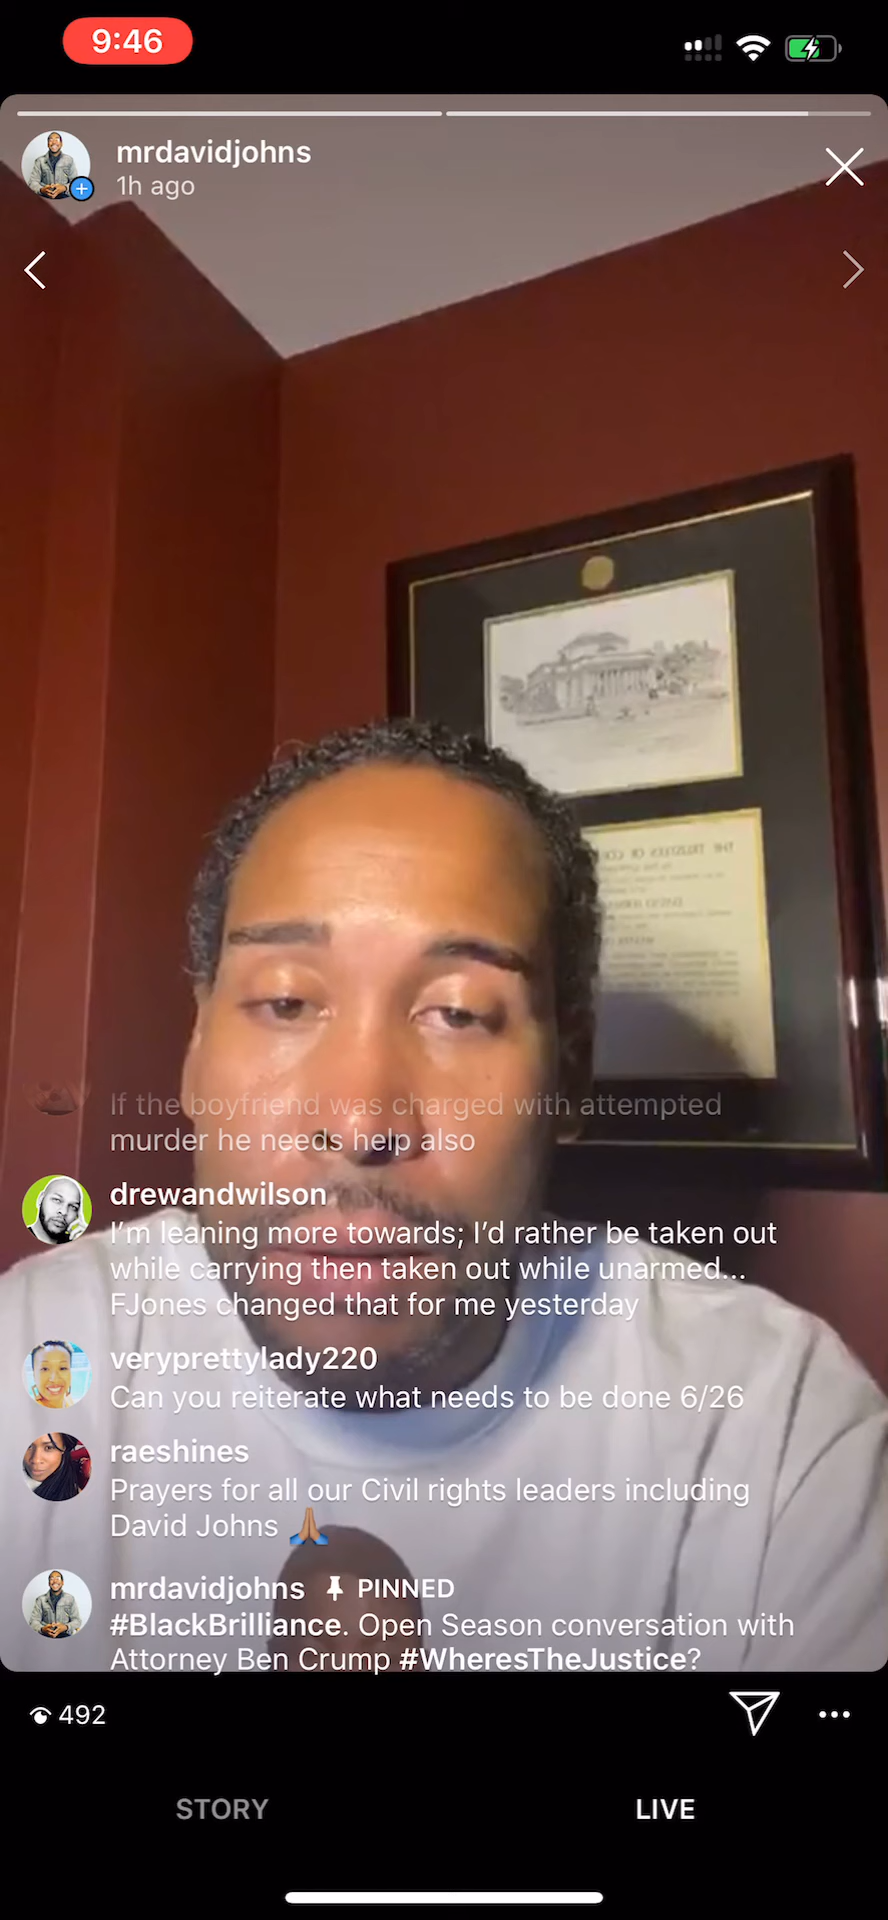 9:46
mrdavidjohns
1h ago
If the boyfriend was charged with attempted
murder he needs help also
drewandwilson
I'm leaning more towards; I'd rather be taken out
while carrying then taken out while unarmed...
FJones changed that for me yesterday
veryprettylady220
Can you reiterate what needs to be done 6/26
raeshines
Prayers for all our Civil rights leaders including
David Johns 🙏🏽
mrdavidjohns PINNED
#BlackBrilliance. Open Season conversation with
Attorney Ben Crump #WheresTheJustice?
492
STORY LIVE